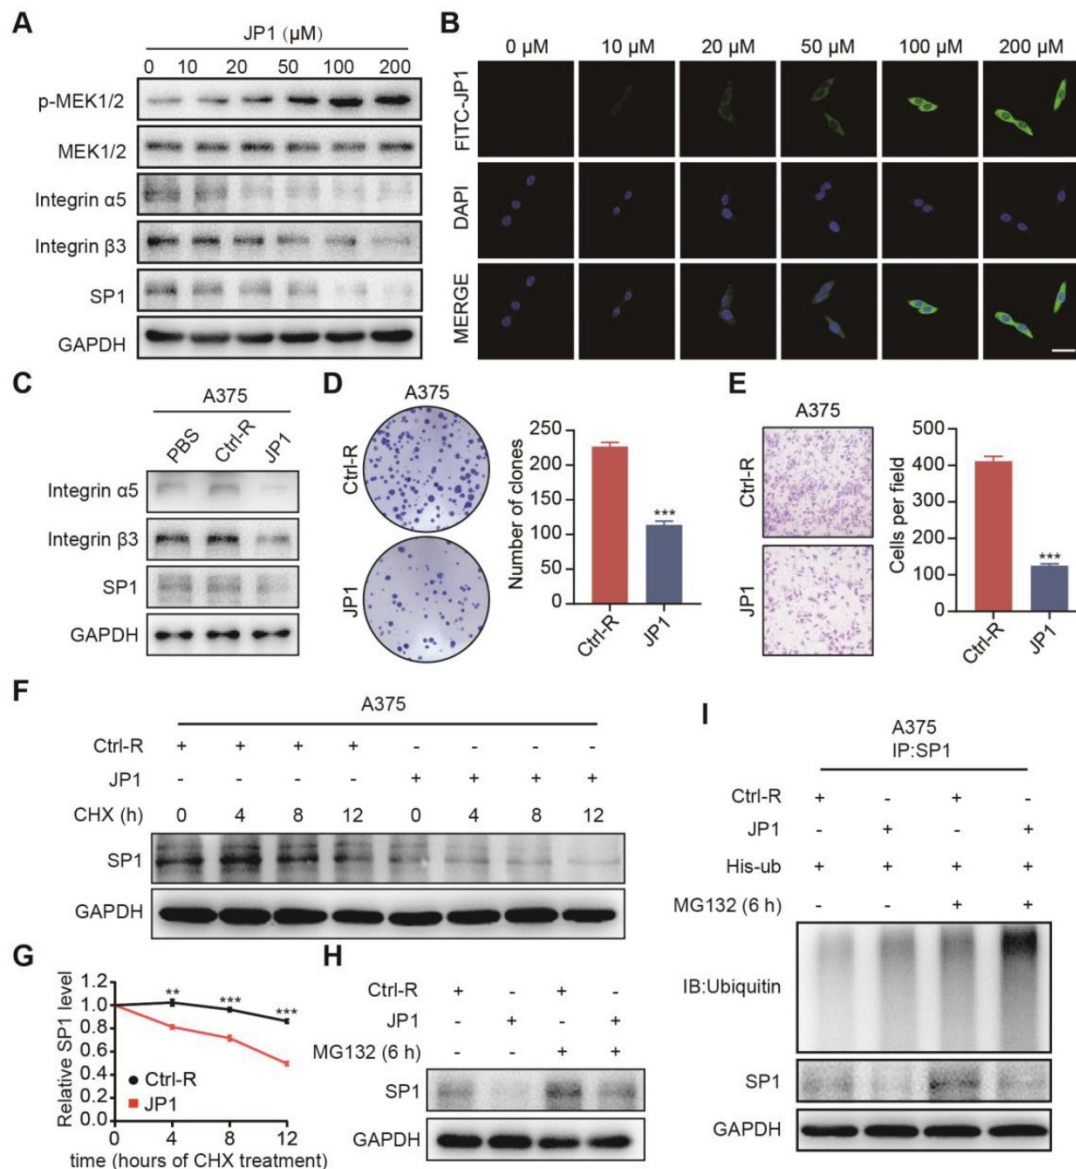 A
JP1 (μM)
0 10 20 50 100 200
p-MEK1/2
MEK1/2
Integrin α5
Integrin β3
SP1
GAPDH
B
0 μM 10 μM 20 μM 50 μM 100 μM 200 μM
FITC-JP1
DAPI
MERGE
C
A375
PBS Ctrl-R JP1
Integrin α5
Integrin β3
SP1
GAPDH
D
A375
Ctrl-R
JP1
Number of clones
250
200
150
100
50
0
***
Ctrl-R JP1
E
A375
Ctrl-R
JP1
Cells per field
500
400
300
200
100
0
***
Ctrl-R JP1
F
A375
Ctrl-R + + + + - - - -
JP1 - - - - + + + +
CHX (h) 0 4 8 12 0 4 8 12
SP1
GAPDH
G
Relative SP1 level
1.2
1.0
0.8
0.6
0.4
0.2
0.0
** *** ***
Ctrl-R
JP1
0 4 8 12
time (hours of CHX treatment)
H
Ctrl-R + - + -
JP1 - + - +
MG132 (6 h) - - + +
SP1
GAPDH
I
A375
IP:SP1
Ctrl-R + - + -
JP1 - + - +
His-ub + + + +
MG132 (6 h) - - + +
IB:Ubiquitin
SP1
GAPDH